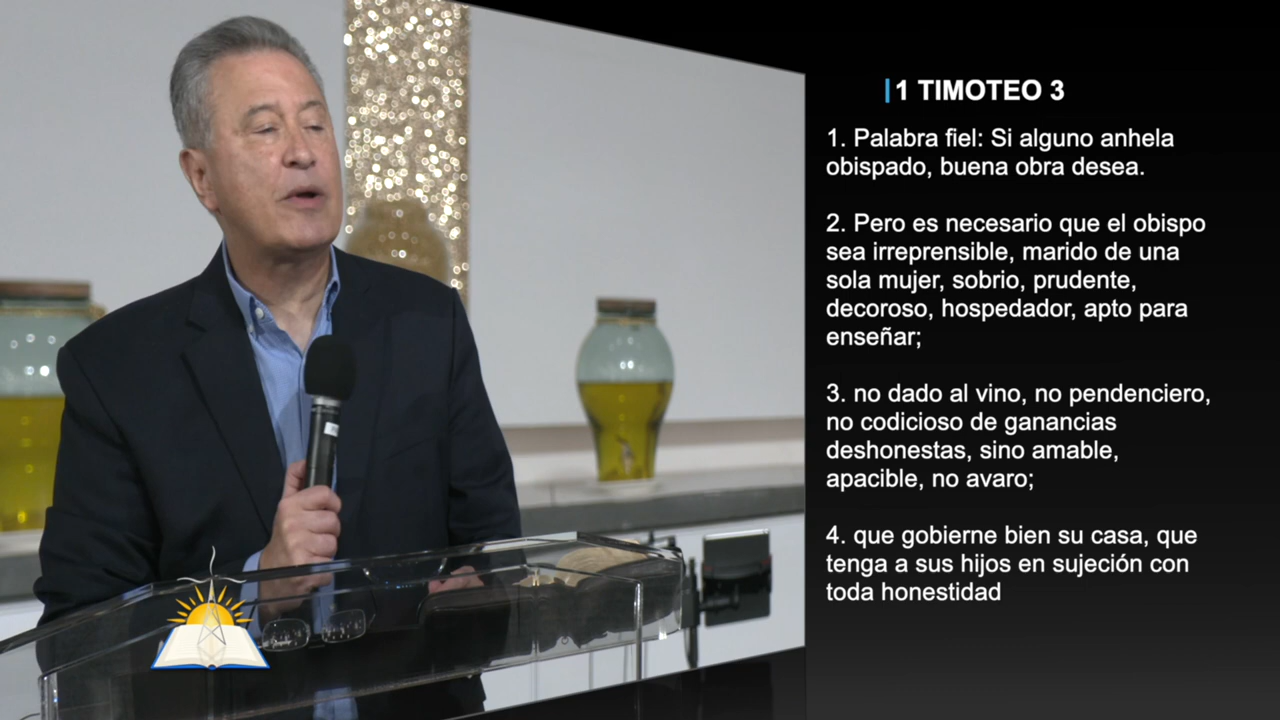 1 TIMOTEO 3
1. Palabra fiel: Si alguno anhela
obispado, buena obra desea.
2. Pero es necesario que el obispo
sea irreprensible, marido de una
sola mujer, sobrio, prudente,
decoroso, hospedador, apto para
enseñar;
3. no dado al vino, no pendenciero,
no codicioso de ganancias
deshonestas, sino amable,
apacible, no avaro;
4. que gobierne bien su casa, que
tenga a sus hijos en sujeción con
toda honestidad